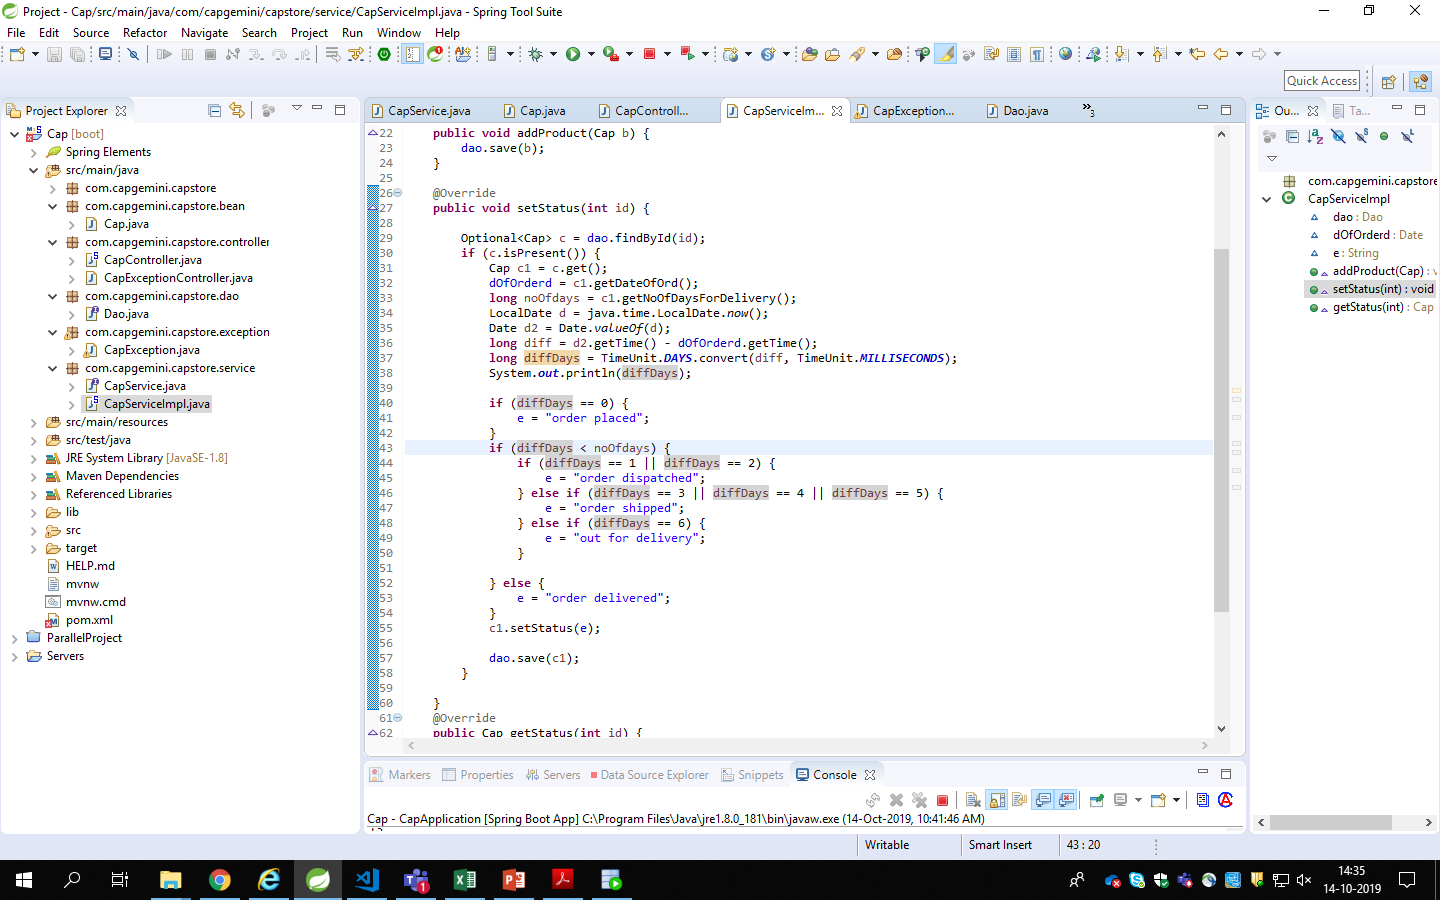 Project - Cap/src/main/java/com/capgemini/capstore/service/CapServiceImpl.java - Spring Tool Suite
File Edit Source Refactor Navigate Search Project Run Window Help
Quick Access
Project Explorer
Cap [boot]
Spring Elements
src/main/java
com.capgemini.capstore
com.capgemini.capstore.bean
Cap.java
com.capgemini.capstore.controller
CapController.java
CapExceptionController.java
com.capgemini.capstore.dao
Dao.java
com.capgemini.capstore.exception
CapException.java
com.capgemini.capstore.service
CapService.java
CapServiceImpl.java
src/main/resources
src/test/java
JRE System Library [JavaSE-1.8]
Maven Dependencies
Referenced Libraries
lib
src
target
HELP.md
mvnw
mvnw.cmd
pom.xml
ParallelProject
Servers
CapService.java Cap.java CapControll... CapServiceIm... CapException... Dao.java »3
22 public void addProduct(Cap b) {
23 dao.save(b);
24 }
25
26 @Override
27 public void setStatus(int id) {
28
29 Optional<Cap> c = dao.findById(id);
30 if (c.isPresent()) {
31 Cap c1 = c.get();
32 dOfOrderd = c1.getDateOfOrd();
33 long noOfdays = c1.getNoOfDaysForDelivery();
34 LocalDate d = java.time.LocalDate.now();
35 Date d2 = Date.valueOf(d);
36 long diff = d2.getTime() - dOfOrderd.getTime();
37 long diffDays = TimeUnit.DAYS.convert(diff, TimeUnit.MILLISECONDS);
38 System.out.println(diffDays);
39
40 if (diffDays == 0) {
41 e = "order placed";
42 }
43 if (diffDays < noOfdays) {
44 if (diffDays == 1 || diffDays == 2) {
45 e = "order dispatched";
46 } else if (diffDays == 3 || diffDays == 4 || diffDays == 5) {
47 e = "order shipped";
48 } else if (diffDays == 6) {
49 e = "out for delivery";
50 }
51
52 } else {
53 e = "order delivered";
54 }
55 c1.setStatus(e);
56
57 dao.save(c1);
58 }
59
60 }
61 @Override
62 public Cap getStatus(int id) {
Ou... Ta...
com.capgemini.capstore
CapServiceImpl
dao : Dao
dOfOrderd : Date
e : String
addProduct(Cap) : v
setStatus(int) : void
getStatus(int) : Cap
Markers Properties Servers Data Source Explorer Snippets Console
Cap - CapApplication [Spring Boot App] C:\Program Files\Java\jre1.8.0_181\bin\javaw.exe (14-Oct-2019, 10:41:46 AM)
Writable Smart Insert 43 : 20
14:35
14-10-2019